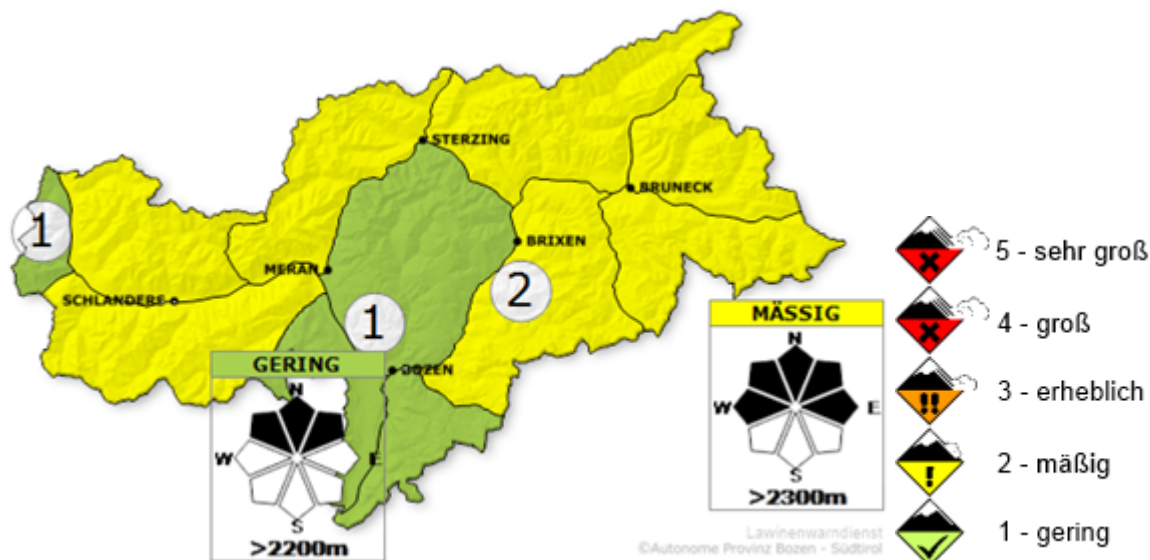 STERZING
BRUNECK
1
BRIXEN
MERAN
2
SCHLANDERS
1
BOZEN
GERING
N
W
E
S
>2200m
MÄSSIG
N
W
E
S
>2300m
5 - sehr groß
4 - groß
3 - erheblich
2 - mäßig
1 - gering
Lawinenwarndienst
©Autonome Provinz Bozen - Südtirol